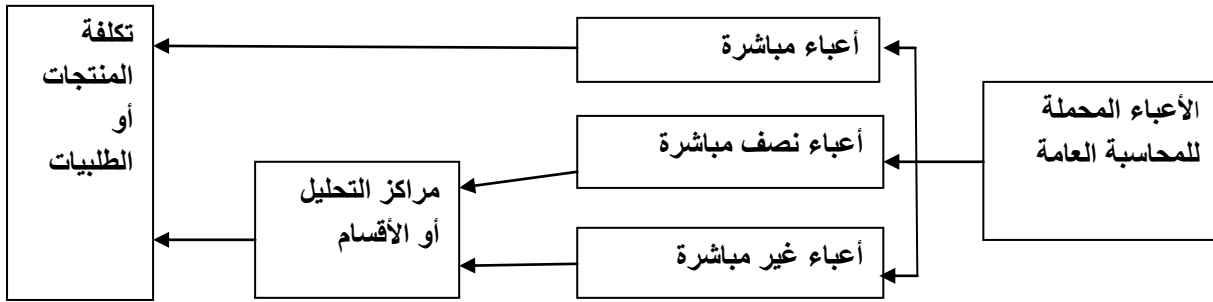 الأعباء المحملة
للمحاسبة العامة
أعباء مباشرة
أعباء نصف مباشرة
أعباء غير مباشرة
مراكز التحليل
أو الأقسام
تكلفة
المنتجات
أو
الطلبيات